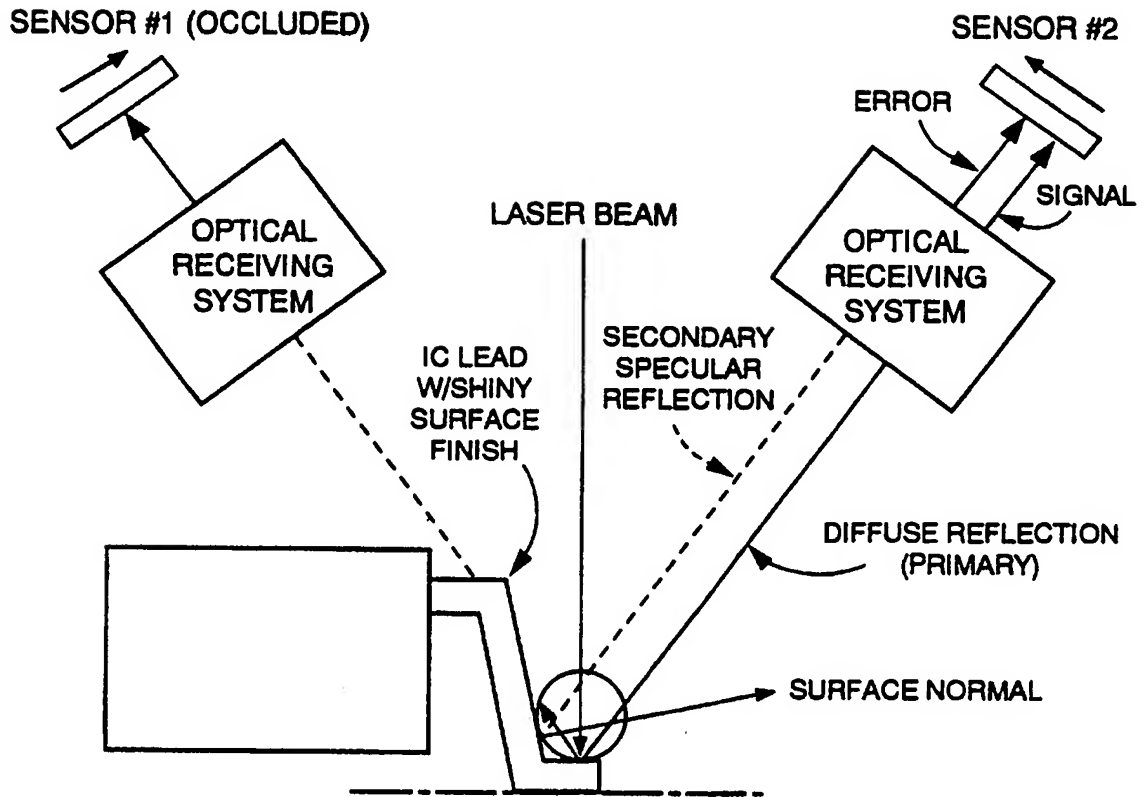 SENSOR #1 (OCCLUDED)
SENSOR #2
ERROR
SIGNAL
LASER BEAM
OPTICAL
RECEIVING
SYSTEM
OPTICAL
RECEIVING
SYSTEM
IC LEAD
W/SHINY
SURFACE
FINISH
SECONDARY
SPECULAR
REFLECTION
DIFFUSE REFLECTION
(PRIMARY)
SURFACE NORMAL